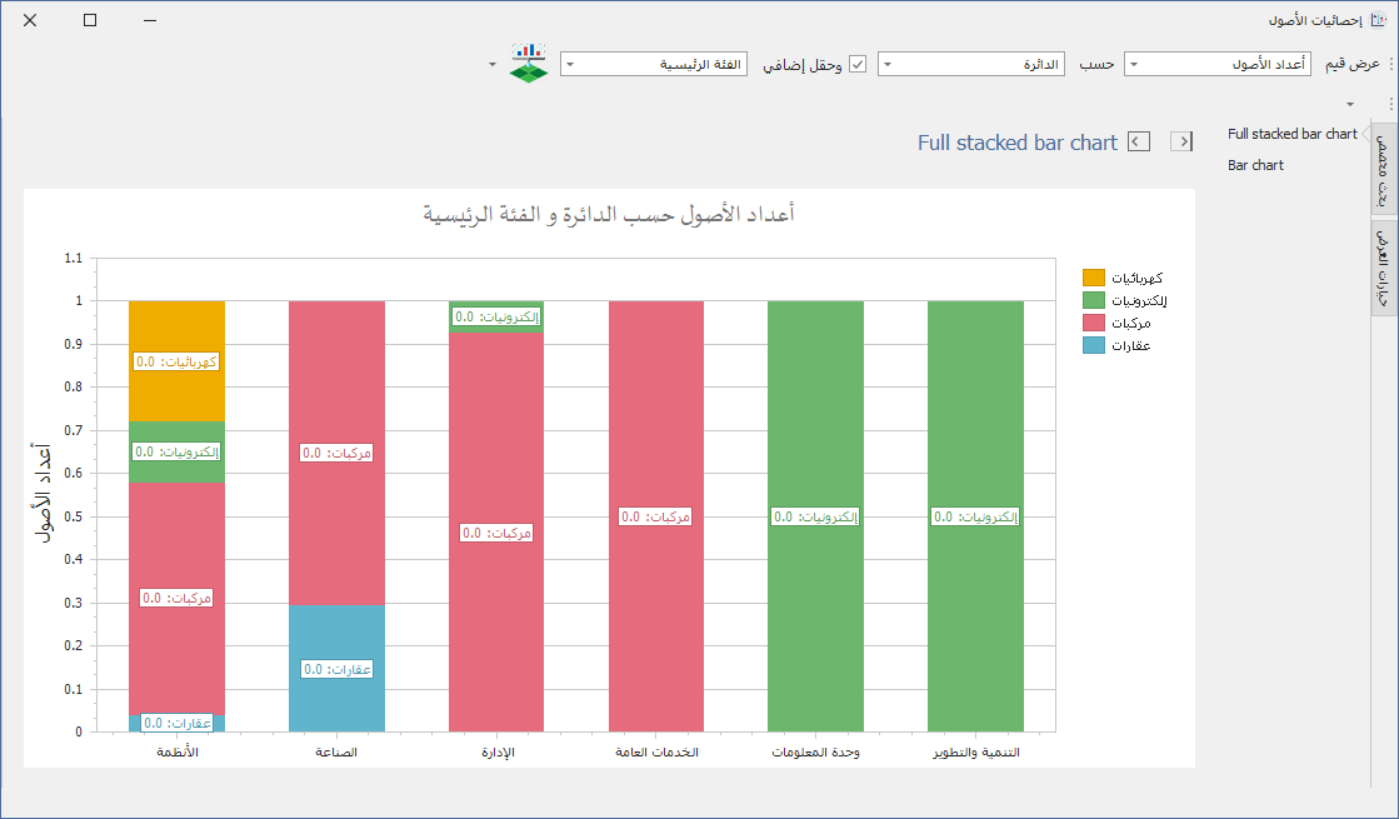 إحصائيات الأصول
عرض قيم أعداد الأصول حسب الدائرة وحقل إضافي الفئة الرئيسية
Full stacked bar chart
Bar chart
بحث مخصص
خيارات العرض
Full stacked bar chart
أعداد الأصول حسب الدائرة و الفئة الرئيسية
كهربائيات
إلكترونيات
مركبات
عقارات
أعداد الأصول
1.1
1
0.9
0.8
0.7
0.6
0.5
0.4
0.3
0.2
0.1
0
كهربائيات: 0.0
إلكترونيات: 0.0
مركبات: 0.0
عقارات: 0.0
مركبات: 0.0
عقارات: 0.0
إلكترونيات: 0.0
مركبات: 0.0
مركبات: 0.0
إلكترونيات: 0.0
إلكترونيات: 0.0
الأنظمة
الصناعة
الإدارة
الخدمات العامة
وحدة المعلومات
التنمية والتطوير